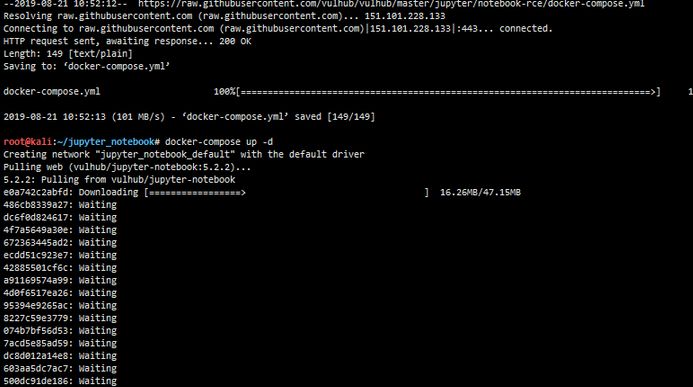 --2019-08-21 10:52:12--  https://raw.githubusercontent.com/vulhub/vulhub/master/jupyter/notebook-rce/docker-compose.yml
Resolving raw.githubusercontent.com (raw.githubusercontent.com)... 151.101.228.133
Connecting to raw.githubusercontent.com (raw.githubusercontent.com)|151.101.228.133|:443... connected.
HTTP request sent, awaiting response... 200 OK
Length: 149 [text/plain]
Saving to: ‘docker-compose.yml’
docker-compose.yml 100%[===================================================================================>] 1
2019-08-21 10:52:13 (101 MB/s) - ‘docker-compose.yml’ saved [149/149]
root@kali:~/jupyter_notebook# docker-compose up -d
Creating network "jupyter_notebook_default" with the default driver
Pulling web (vulhub/jupyter-notebook:5.2.2)...
5.2.2: Pulling from vulhub/jupyter-notebook
e0a742c2abfd: Downloading [=================> ] 16.26MB/47.15MB
486cb8339a27: Waiting
dc6f0d824617: Waiting
4f7a5649a30e: Waiting
672363445ad2: Waiting
ecdd51c923e7: Waiting
42885501cf6c: Waiting
a91169574a99: Waiting
4d0f6517ea26: Waiting
95394e9265ac: Waiting
8227c59e3779: Waiting
074b7bf56d53: Waiting
7acd5e85ad59: Waiting
dc8d012a14e8: Waiting
603aa5dc7ac7: Waiting
500dc91de186: Waiting